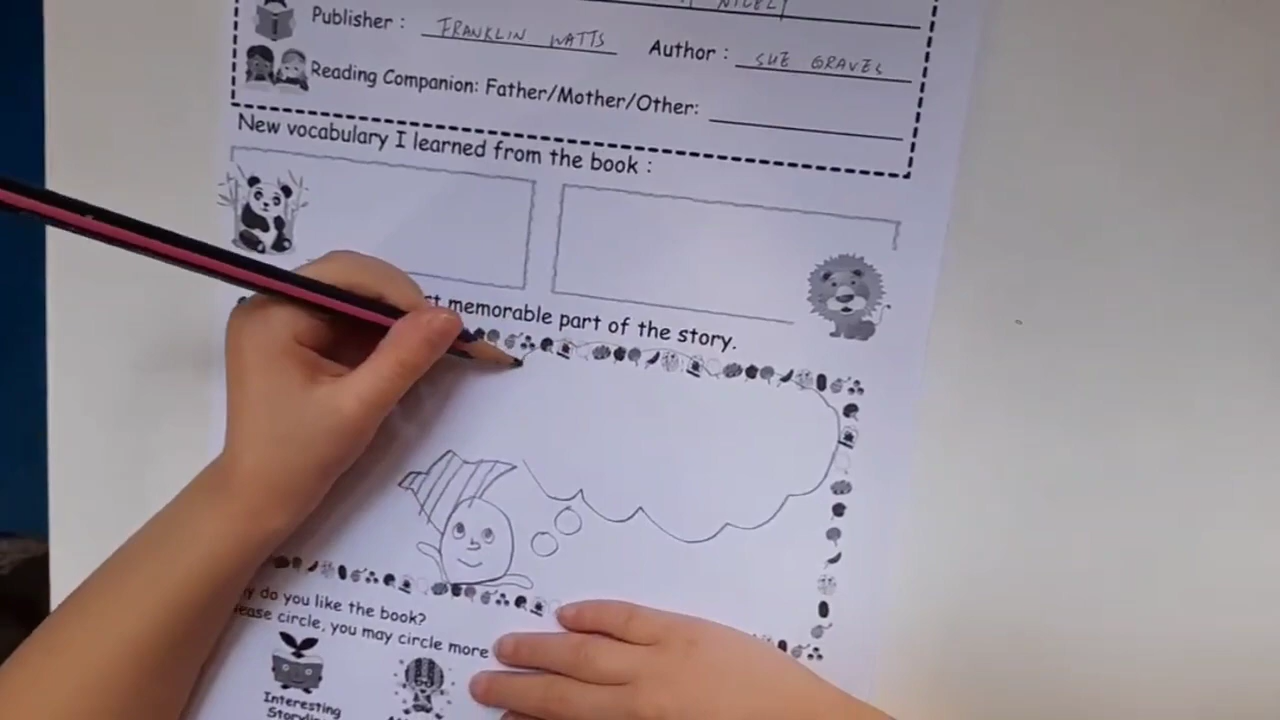 NICELY
Publisher : FRANKLIN WATTS Author : SUE GRAVES
Reading Companion: Father/Mother/Other:
New vocabulary I learned from the book :
memorable part of the story.
do you like the book?
circle, you may circle more
Interesting